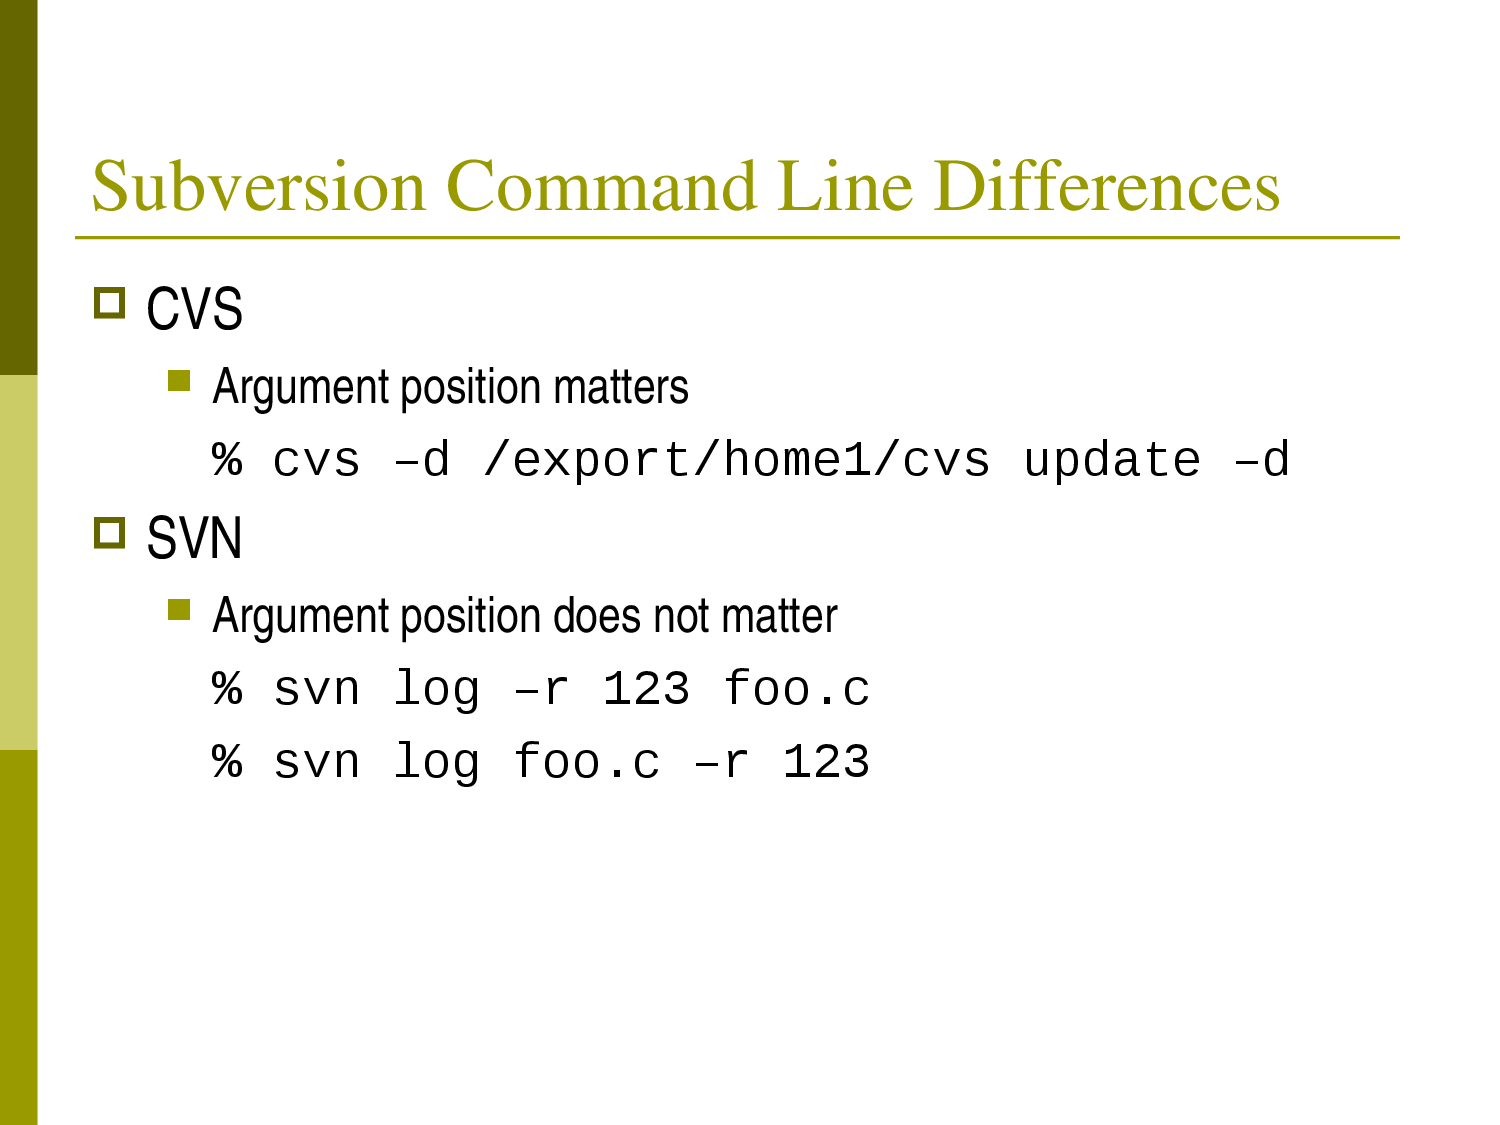 Subversion Command Line Differences
CVS
Argument position matters
% cvs –d /export/home1/cvs update –d
SVN
Argument position does not matter
% svn log –r 123 foo.c
% svn log foo.c –r 123